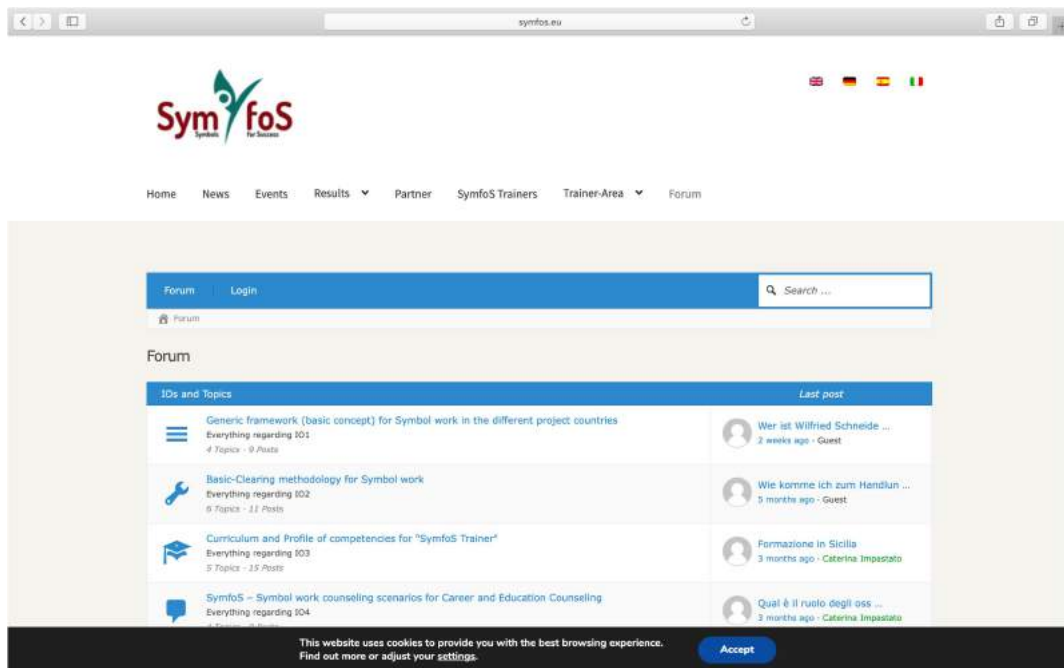 symfos.eu
SymfoS
Symbols for Success
Home News Events Results Partner SymfoS Trainers Trainer-Area Forum
Forum Login Search ...
Forum
Forum
IOs and Topics Last post
Generic framework (basic concept) for Symbol work in the different project countries
Everything regarding IO1
4 Topics - 9 Posts
Wer ist Wilfried Schneide ...
2 weeks ago - Guest
Basic-Clearing methodology for Symbol work
Everything regarding IO2
6 Topics - 11 Posts
Wie komme ich zum Handlun ...
5 months ago - Guest
Curriculum and Profile of competencies for "SymfoS Trainer"
Everything regarding IO3
5 Topics - 15 Posts
Formazione in Sicilia
3 months ago - Caterina Impastato
SymfoS – Symbol work counseling scenarios for Career and Education Counseling
Everything regarding IO4
Qual è il ruolo degli oss ...
3 months ago - Caterina Impastato
This website uses cookies to provide you with the best browsing experience.
Find out more or adjust your settings.
Accept